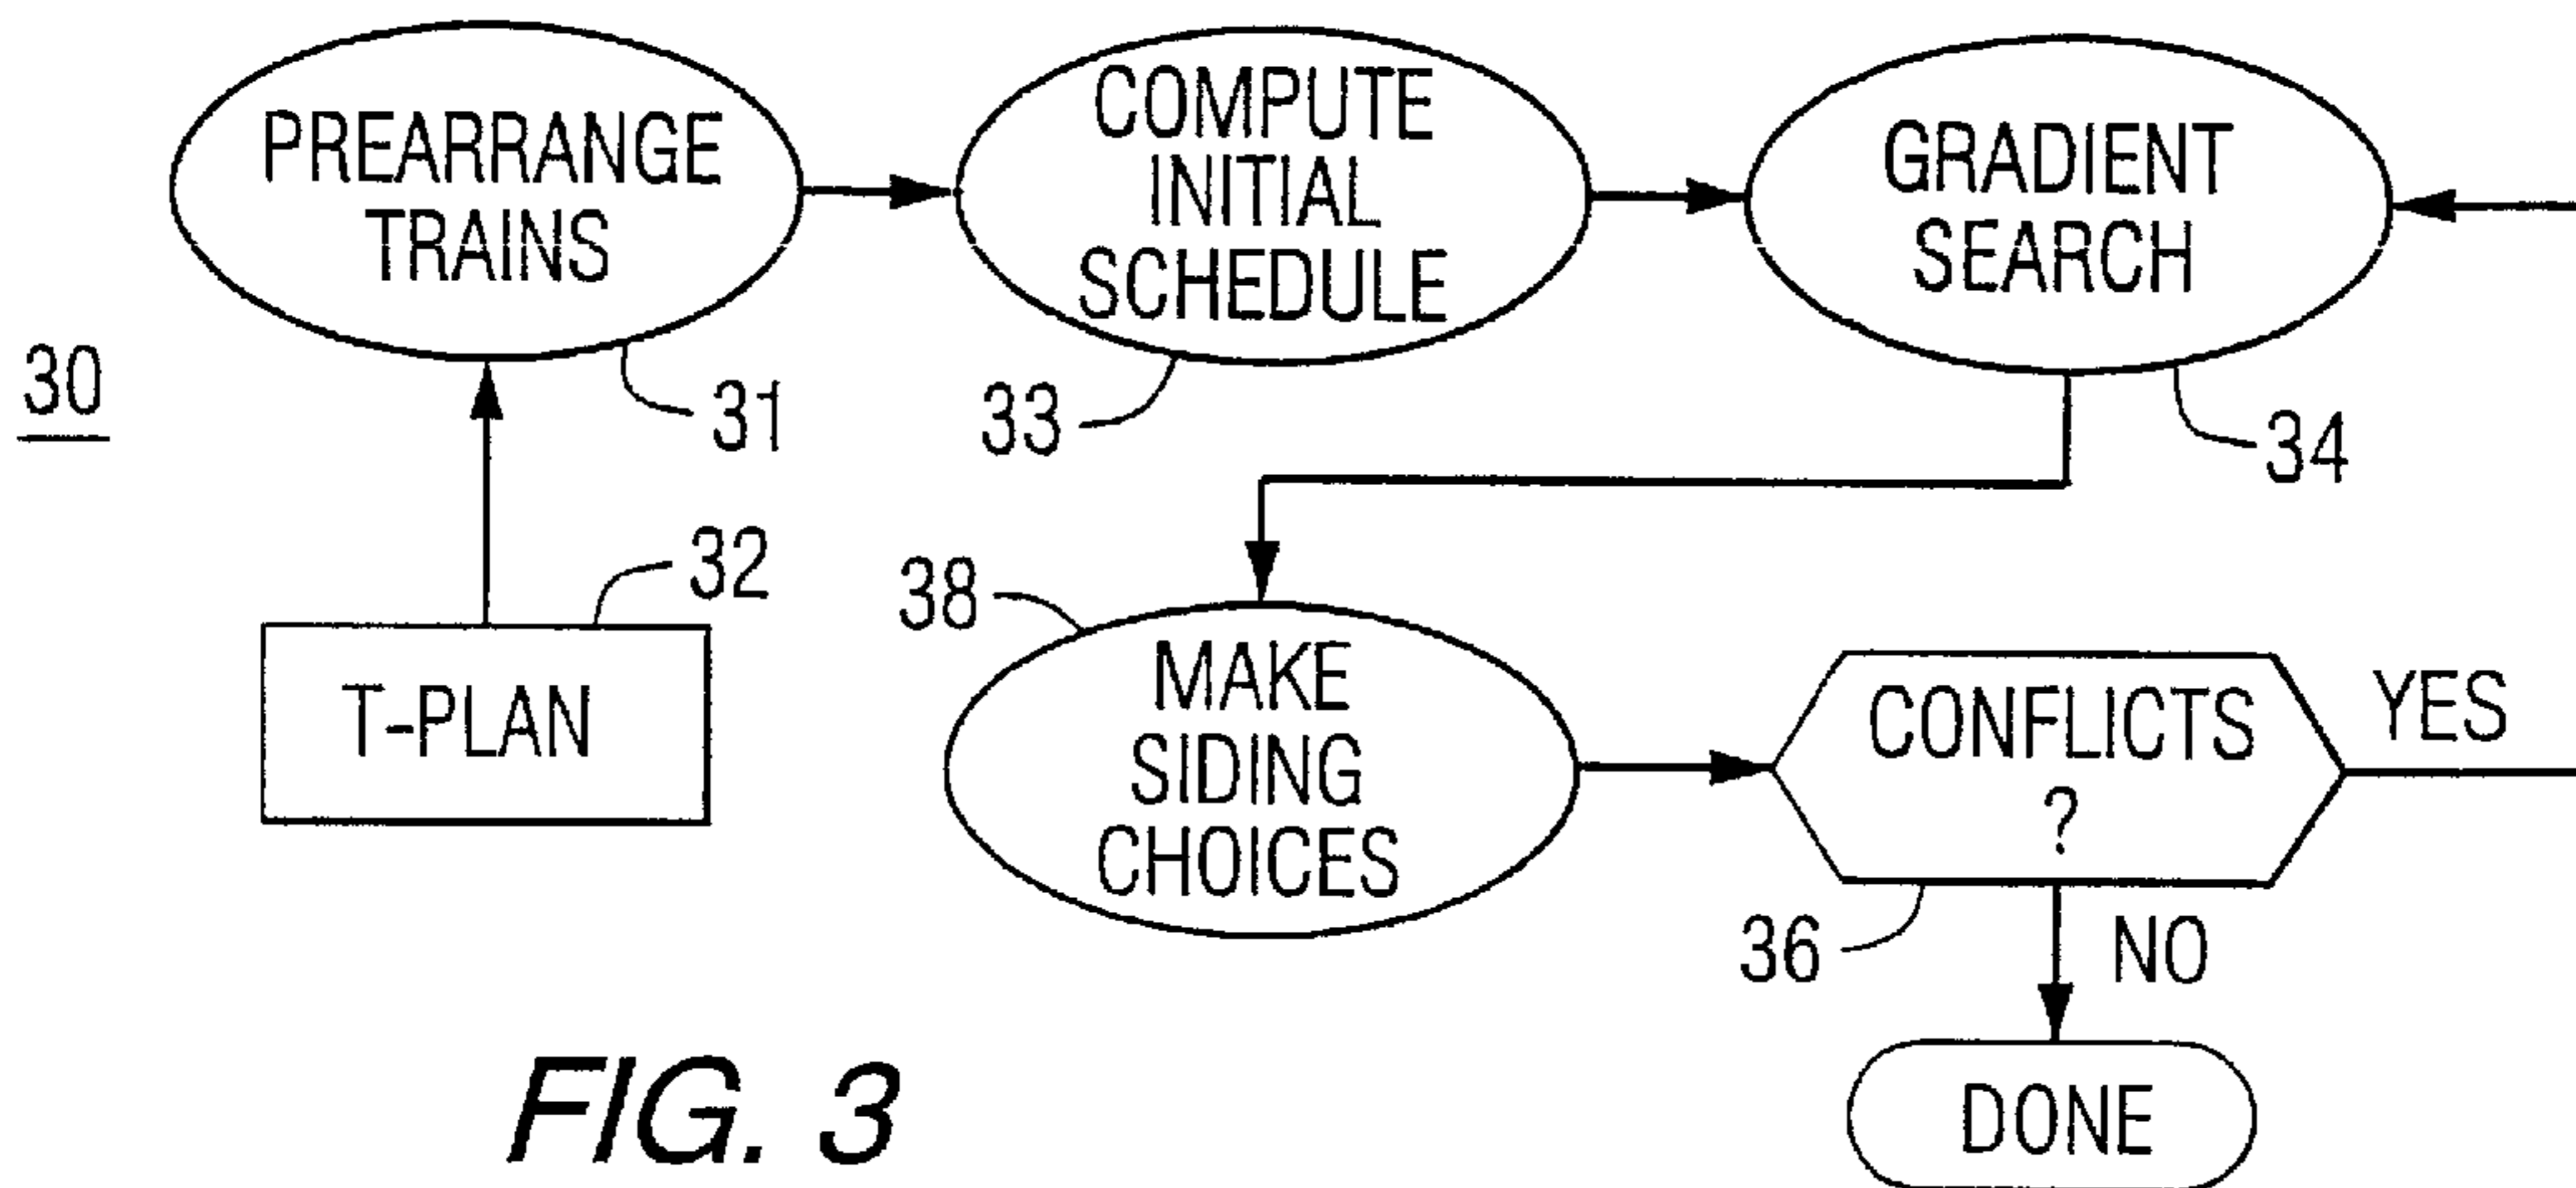 PREARRANGE
TRAINS
31
COMPUTE
INITIAL
SCHEDULE
33
GRADIENT
SEARCH
34
30
T-PLAN
32
38
MAKE
SIDING
CHOICES
CONFLICTS
?
YES
36
NO
DONE
FIG. 3